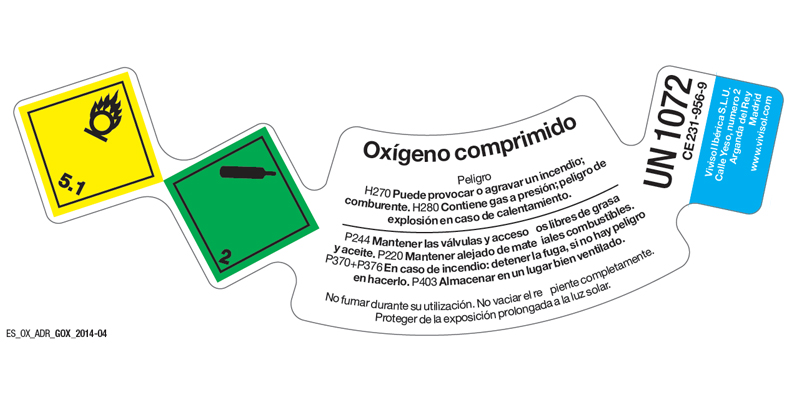 5.1
2
Oxígeno comprimido
Peligro
H270 Puede provocar o agravar un incendio;
comburente. H280 Contiene gas a presión; peligro de
explosión en caso de calentamiento.
P244 Mantener las válvulas y acceso os libres de grasa
y aceite. P220 Mantener alejado de mate iales combustibles.
P370+P376 En caso de incendio: detener la fuga, si no hay peligro
en hacerlo. P403 Almacenar en un lugar bien ventilado.
No fumar durante su utilización. No vaciar el re piente completamente.
Proteger de la exposición prolongada a la luz solar.
UN 1072
CE 231-956-9
Vivisol Ibérica S.L.U.
Calle Yeso, numero 2
Arganda del Rey
Madrid
www.vivisol.com
ES_OX_ADR_GOX_2014-04